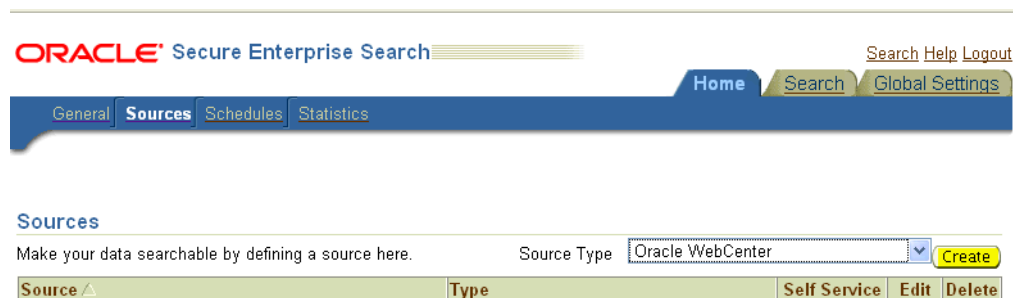 ORACLE Secure Enterprise Search
Search Help Logout
Home Search Global Settings
General Sources Schedules Statistics
Sources
Make your data searchable by defining a source here. Source Type Oracle WebCenter Create
Source Type Self Service Edit Delete